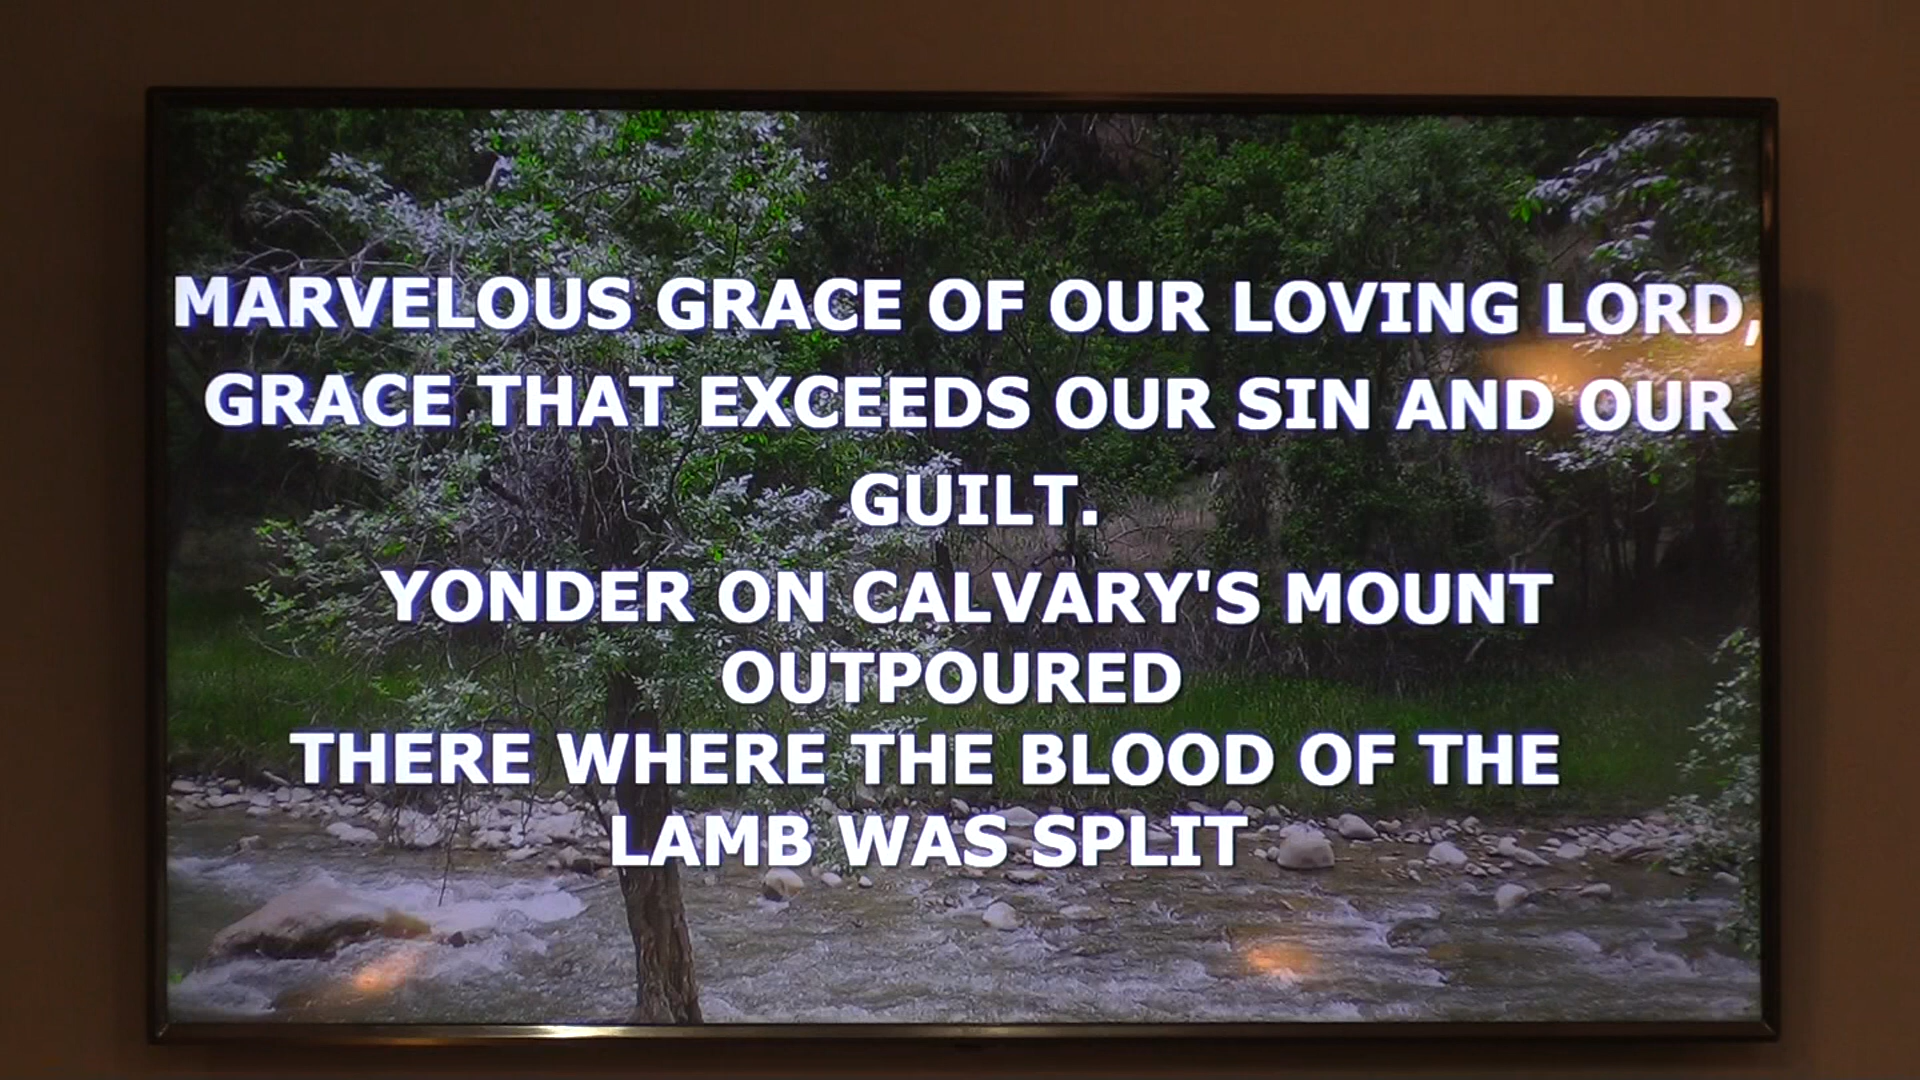 MARVELOUS GRACE OF OUR LOVING LORD,
GRACE THAT EXCEEDS OUR SIN AND OUR
GUILT.
YONDER ON CALVARY'S MOUNT
OUTPOURED
THERE WHERE THE BLOOD OF THE
LAMB WAS SPLIT